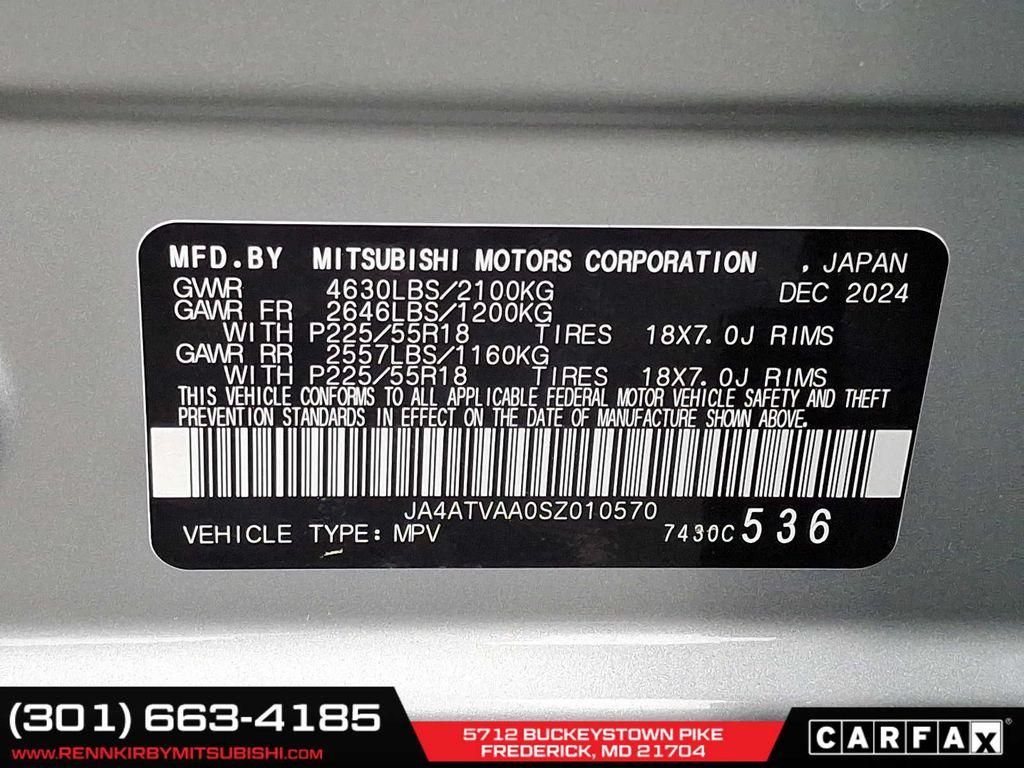 MFD.BY MITSUBISHI MOTORS CORPORATION , JAPAN
GVWR 4630LBS/2100KG DEC 2024
GAWR FR 2646LBS/1200KG
WITH P225/55R18 TIRES 18X7.0J RIMS
GAWR RR 2557LBS/1160KG
WITH P225/55R18 TIRES 18X7.0J RIMS
THIS VEHICLE CONFORMS TO ALL APPLICABLE FEDERAL MOTOR VEHICLE SAFETY AND THEFT
PREVENTION STANDARDS IN EFFECT ON THE DATE OF MANUFACTURE SHOWN ABOVE.
JA4ATVAA0SZ010570
VEHICLE TYPE: MPV 7430C 536
(301) 663-4185
WWW.RENNKIRBYMITSUBISHI.COM
5712 BUCKEYSTOWN PIKE
FREDERICK, MD 21704
CARFAX